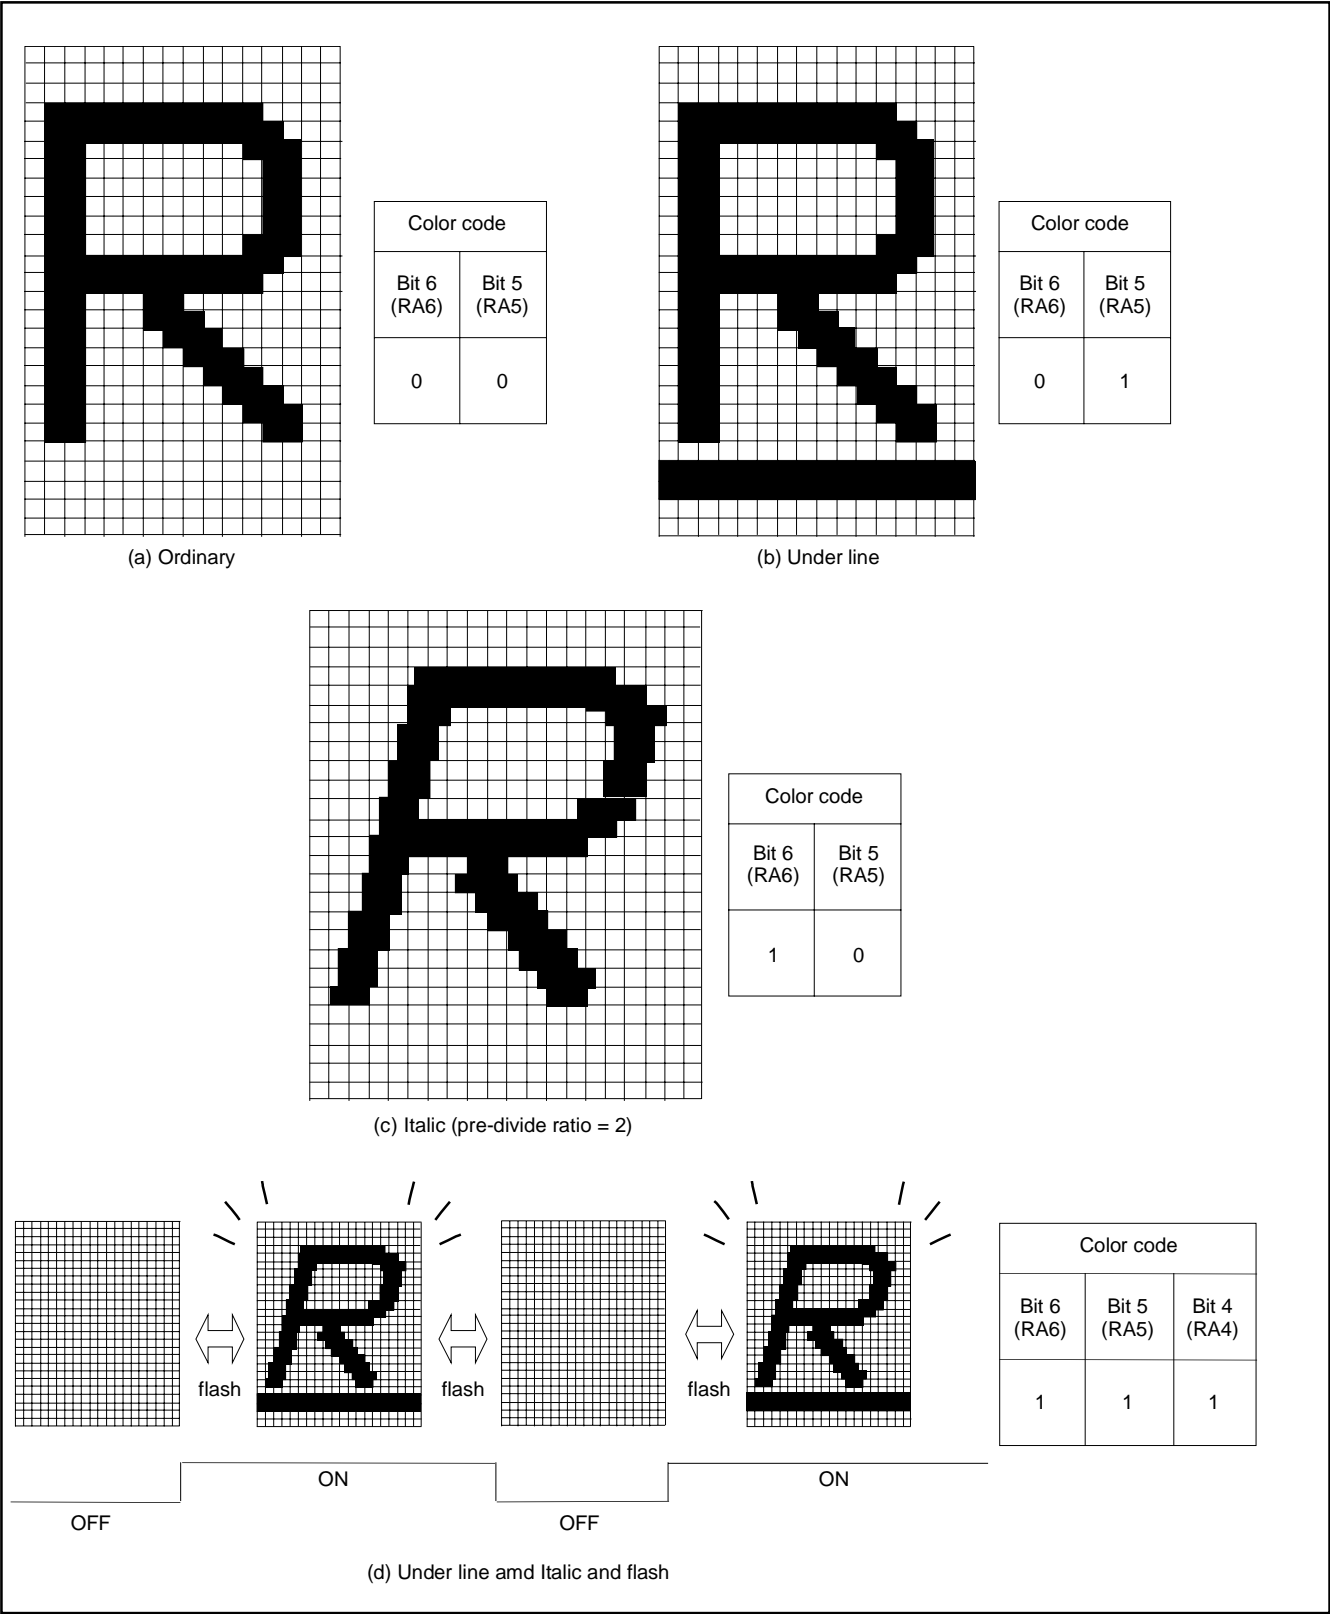 Color code
Bit 6 Bit 5
(RA6) (RA5)
0 0
(a) Ordinary
Color code
Bit 6 Bit 5
(RA6) (RA5)
0 1
(b) Under line
Color code
Bit 6 Bit 5
(RA6) (RA5)
1 0
(c) Italic (pre-divide ratio = 2)
flash flash flash
Color code
Bit 6 Bit 5 Bit 4
(RA6) (RA5) (RA4)
1 1 1
ON ON
OFF OFF
(d) Under line amd Italic and flash